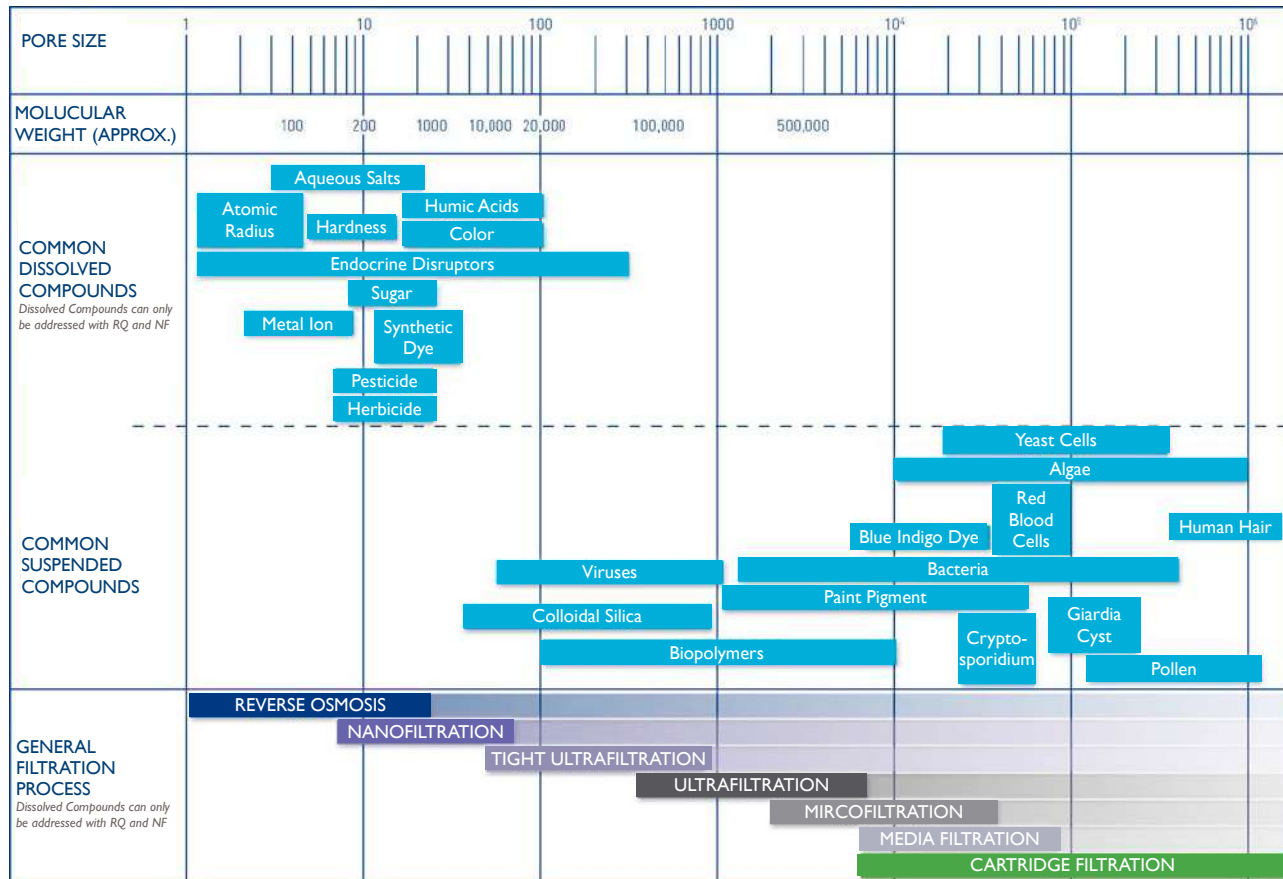 PORE SIZE
1 10 100 1000 10⁴ 10⁵ 10⁶
MOLUCULAR
WEIGHT (APPROX.)
100 200 1000 10,000 20,000 100,000 500,000
COMMON
DISSOLVED
COMPOUNDS
Dissolved Compounds can only
be addressed with RQ and NF
Aqueous Salts
Atomic
Radius
Hardness
Humic Acids
Color
Endocrine Disruptors
Sugar
Metal Ion
Synthetic
Dye
Pesticide
Herbicide
COMMON
SUSPENDED
COMPOUNDS
Yeast Cells
Algae
Red
Blood
Cells
Human Hair
Blue Indigo Dye
Viruses
Bacteria
Paint Pigment
Colloidal Silica
Giardia
Cyst
Crypto-
sporidium
Biopolymers
Pollen
GENERAL
FILTRATION
PROCESS
Dissolved Compounds can only
be addressed with RQ and NF
REVERSE OSMOSIS
NANOFILTRATION
TIGHT ULTRAFILTRATION
ULTRAFILTRATION
MIRCOFILTRATION
MEDIA FILTRATION
CARTRIDGE FILTRATION